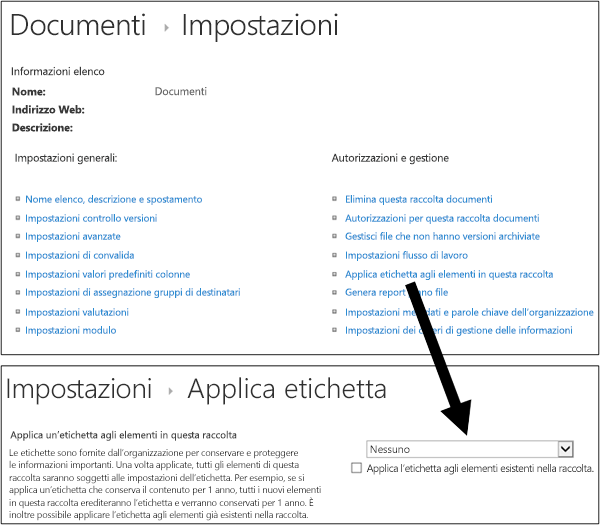 Documenti › Impostazioni
Informazioni elenco
Nome: Documenti
Indirizzo Web:
Descrizione:
Impostazioni generali:
Nome elenco, descrizione e spostamento
Impostazioni controllo versioni
Impostazioni avanzate
Impostazioni di convalida
Impostazioni valori predefiniti colonne
Impostazioni di assegnazione gruppi di destinatari
Impostazioni valutazioni
Impostazioni modulo
Autorizzazioni e gestione
Elimina questa raccolta documenti
Autorizzazioni per questa raccolta documenti
Gestisci file che non hanno versioni archiviate
Impostazioni flusso di lavoro
Applica etichetta agli elementi in questa raccolta
Genera report no file
Impostazioni me dati e parole chiave dell'organizzazione
Impostazioni dei eri di gestione delle informazioni
Impostazioni › Applica etichetta
Applica un'etichetta agli elementi in questa raccolta
Le etichette sono fornite dall'organizzazione per conservare e proteggere
le informazioni importanti. Una volta applicate, tutti gli elementi di questa
raccolta saranno soggetti alle impostazioni dell'etichetta. Per esempio, se si
applica un'etichetta che conserva il contenuto per 1 anno, tutti i nuovi elementi
in questa raccolta erediteranno l'etichetta e verranno conservati per 1 anno. È
inoltre possibile applicare l'etichetta agli elementi già esistenti nella raccolta.
Nessuno
Applica l'etichetta agli elementi esistenti nella raccolta.